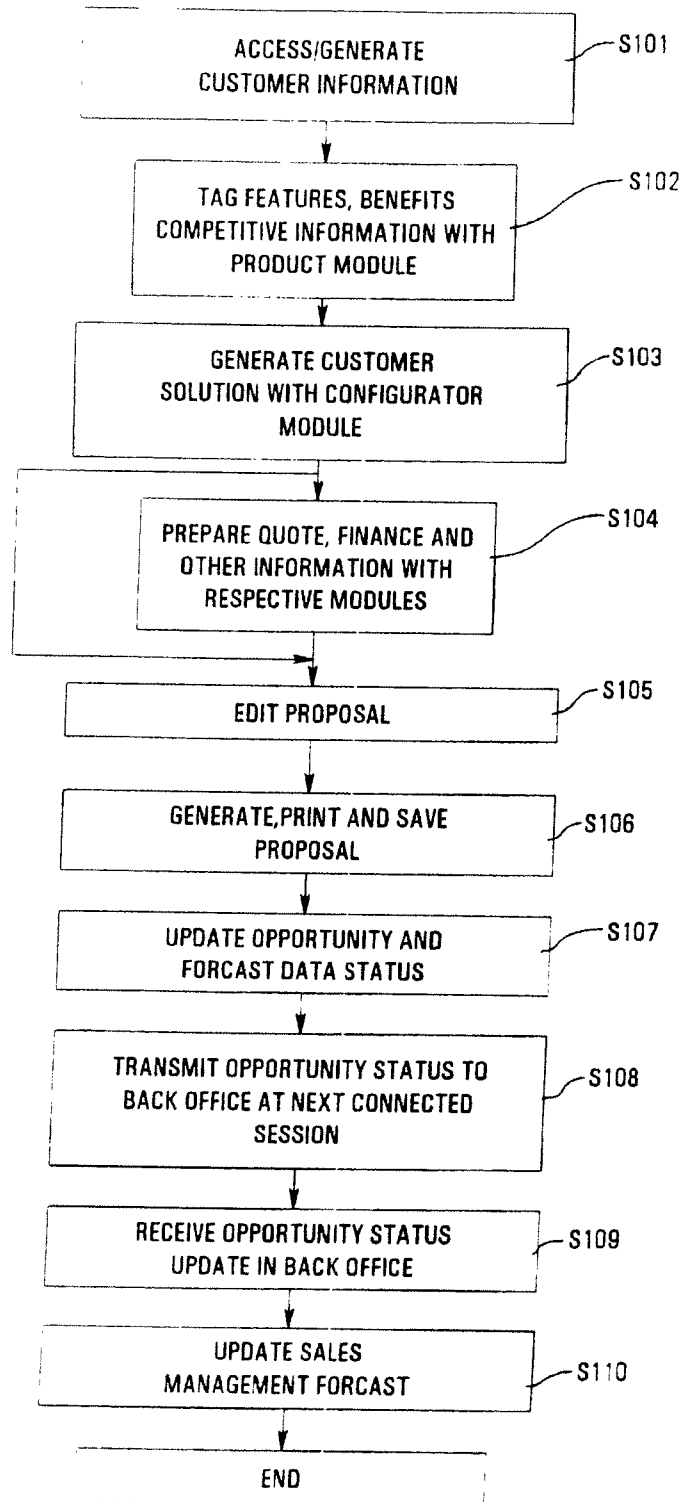 ACCESS/GENERATE
CUSTOMER INFORMATION
S101
TAG FEATURES, BENEFITS
COMPETITIVE INFORMATION WITH
PRODUCT MODULE
S102
GENERATE CUSTOMER
SOLUTION WITH CONFIGURATOR
MODULE
S103
PREPARE QUOTE, FINANCE AND
OTHER INFORMATION WITH
RESPECTIVE MODULES
S104
EDIT PROPOSAL
S105
GENERATE,PRINT AND SAVE
PROPOSAL
S106
UPDATE OPPORTUNITY AND
FORCAST DATA STATUS
S107
TRANSMIT OPPORTUNITY STATUS TO
BACK OFFICE AT NEXT CONNECTED
SESSION
S108
RECEIVE OPPORTUNITY STATUS
UPDATE IN BACK OFFICE
S109
UPDATE SALES
MANAGEMENT FORCAST
S110
END